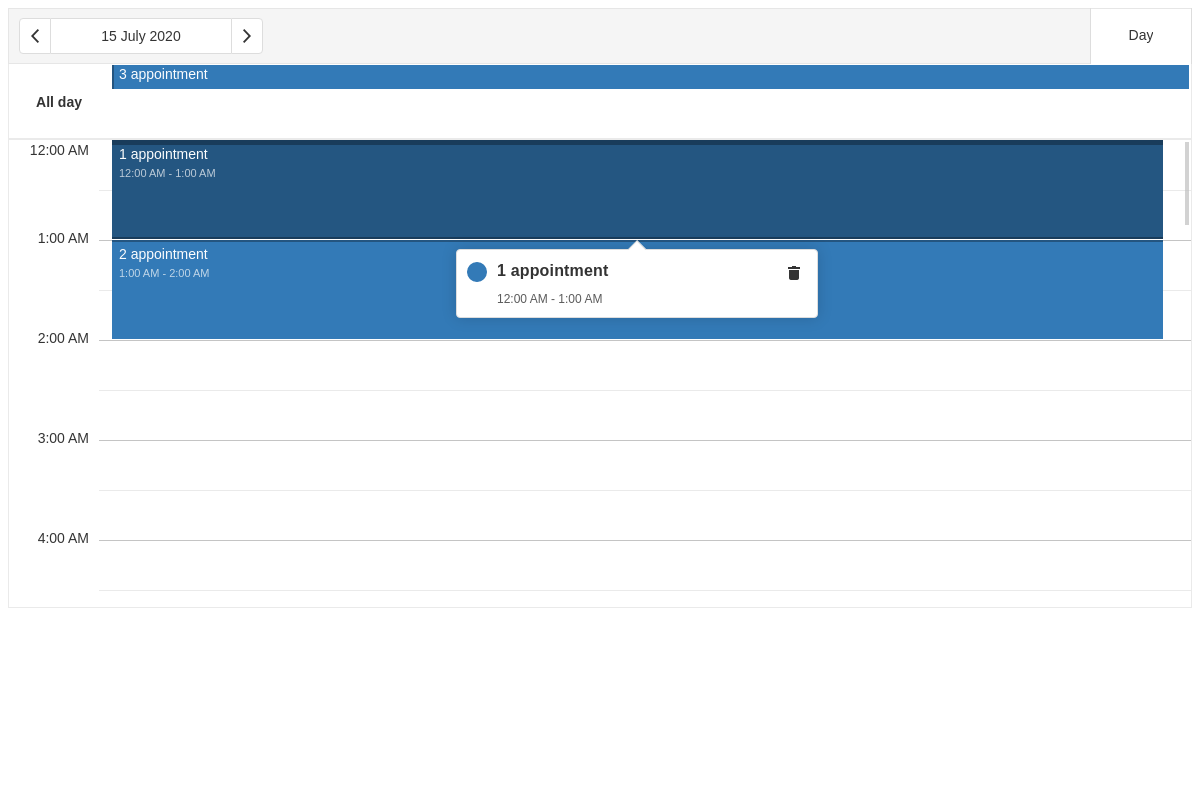 15 July 2020
Day
3 appointment
All day
12:00 AM
1 appointment
12:00 AM - 1:00 AM
1:00 AM
2 appointment
1:00 AM - 2:00 AM
1 appointment
12:00 AM - 1:00 AM
2:00 AM
3:00 AM
4:00 AM